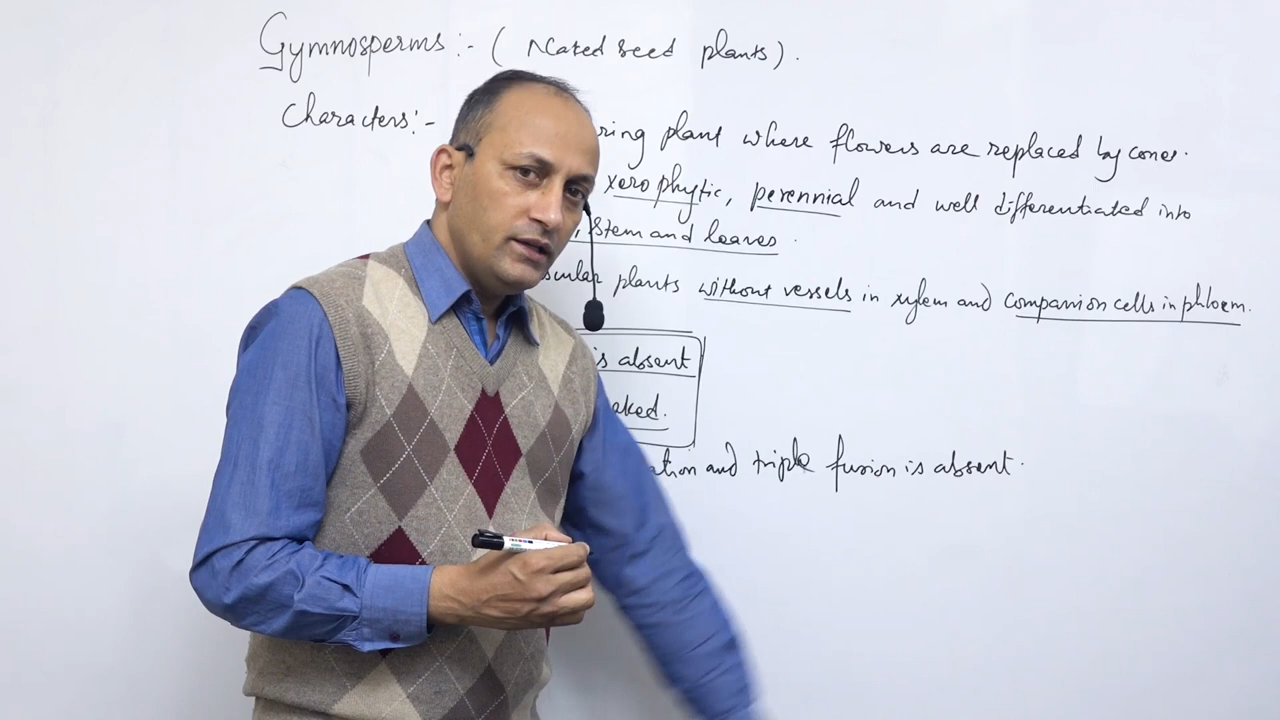 Gymnosperms :- ( Naked seed plants ).
Characters :- ring plant where flowers are replaced by cones.
xerophytic, perennial and well differentiated into
, stem and leaves.
scular plants without vessels in xylem and companion cells in phloem.
is absent
aked.
ation and triple fusion is absent.